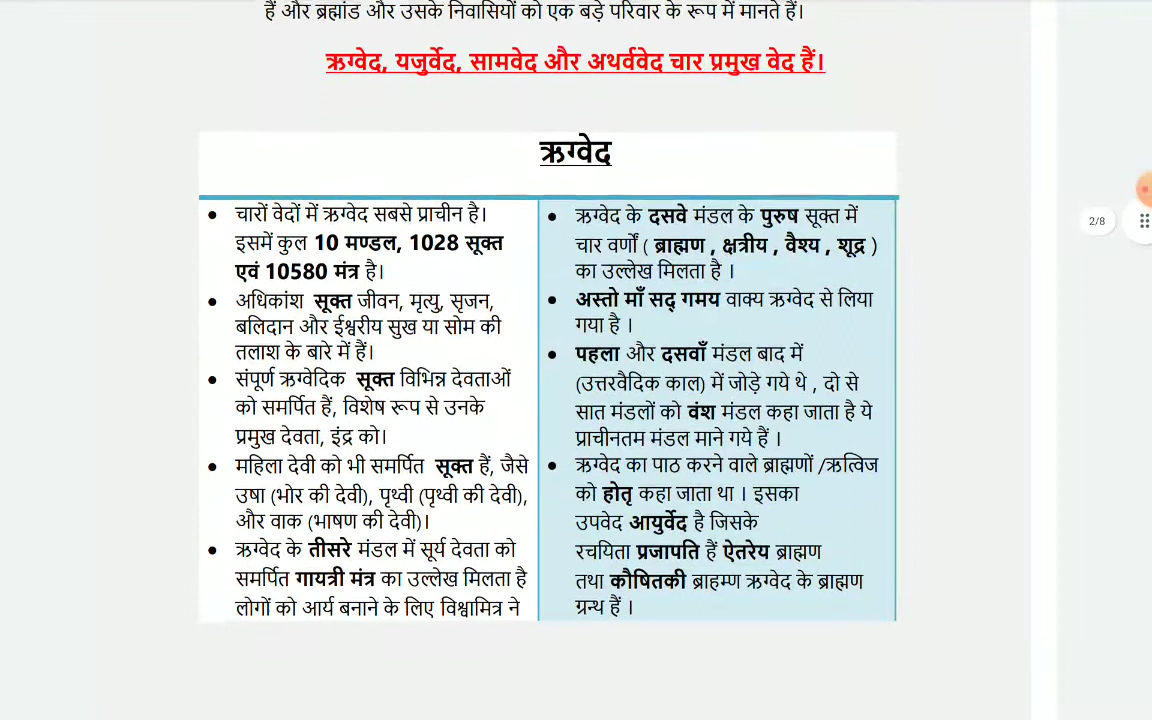 हैं और ब्रह्मांड और उसके निवासियों को एक बड़े परिवार के रूप में मानते हैं।
ऋग्वेद, यजुर्वेद, सामवेद और अथर्ववेद चार प्रमुख वेद हैं।
ऋग्वेद
• चारों वेदों में ऋग्वेद सबसे प्राचीन है।
इसमें कुल 10 मण्डल, 1028 सूक्त
एवं 10580 मंत्र है।
• अधिकांश सूक्त जीवन, मृत्यु, सृजन,
बलिदान और ईश्वरीय सुख या सोम की
तलाश के बारे में हैं।
• संपूर्ण ऋग्वेदिक सूक्त विभिन्न देवताओं
को समर्पित हैं, विशेष रूप से उनके
प्रमुख देवता, इंद्र को।
• महिला देवी को भी समर्पित सूक्त हैं, जैसे
उषा (भोर की देवी), पृथ्वी (पृथ्वी की देवी),
और वाक (भाषण की देवी)।
• ऋग्वेद के तीसरे मंडल में सूर्य देवता को
समर्पित गायत्री मंत्र का उल्लेख मिलता है
लोगों को आर्य बनाने के लिए विश्वामित्र ने
• ऋग्वेद के दसवे मंडल के पुरुष सूक्त में
चार वर्णों ( ब्राह्मण , क्षत्रीय , वैश्य , शूद्र )
का उल्लेख मिलता है ।
• अस्तो माँ सद् गमय वाक्य ऋग्वेद से लिया
गया है ।
• पहला और दसवाँ मंडल बाद में
(उत्तरवैदिक काल) में जोड़े गये थे , दो से
सात मंडलों को वंश मंडल कहा जाता है ये
प्राचीनतम मंडल माने गये हैं ।
• ऋग्वेद का पाठ करने वाले ब्राह्मणों /ऋत्विज
को होतृ कहा जाता था । इसका
उपवेद आयुर्वेद है जिसके
रचयिता प्रजापति हैं ऐतरेय ब्राह्मण
तथा कौषितकी ब्राहम्ण ऋग्वेद के ब्राह्मण
ग्रन्थ हैं ।
2/8